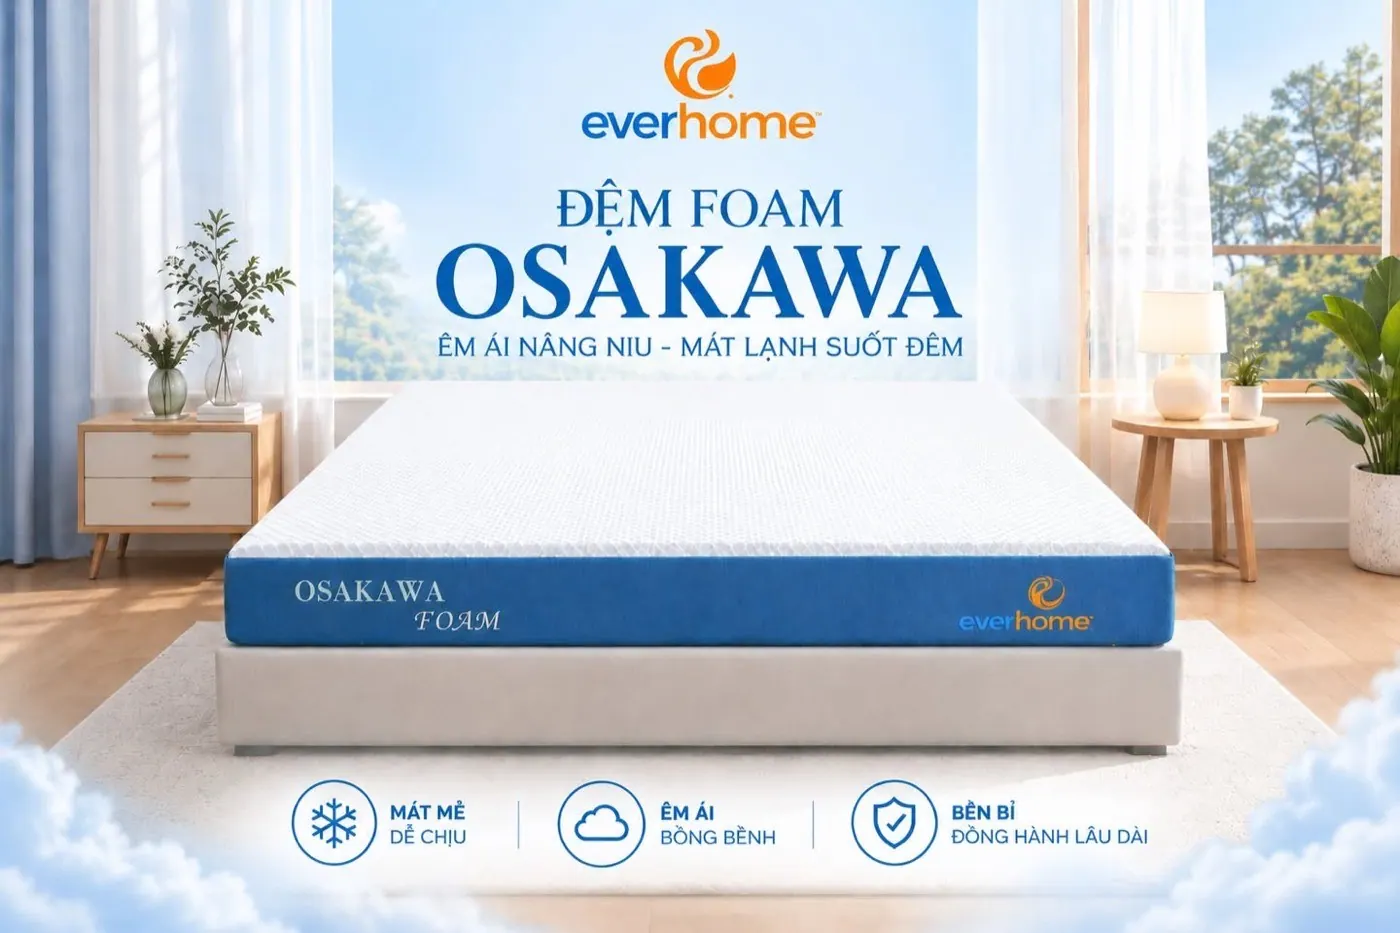 everhome™
ĐỆM FOAM
OSAKAWA
ÊM ÁI NÂNG NIU - MÁT LẠNH SUỐT ĐÊM
OSAKAWA
FOAM
everhome
MÁT MẺ
DỄ CHỊU
ÊM ÁI
BỒNG BỀNH
BỀN BỈ
ĐỒNG HÀNH LÂU DÀI